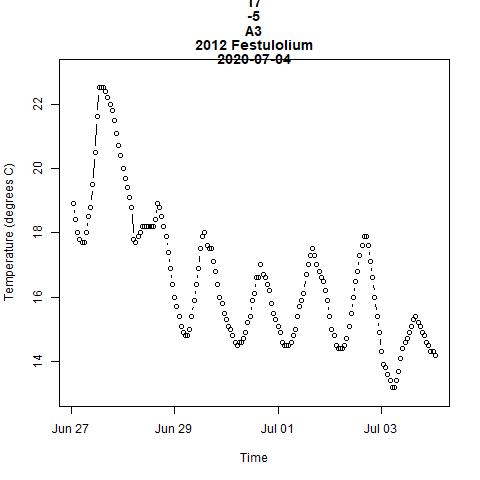 17
-5
A3
2012 Festulolium
2020-07-04
Temperature (degrees C)
22
20
18
16
14
Jun 27
Jun 29
Jul 01
Jul 03
Time